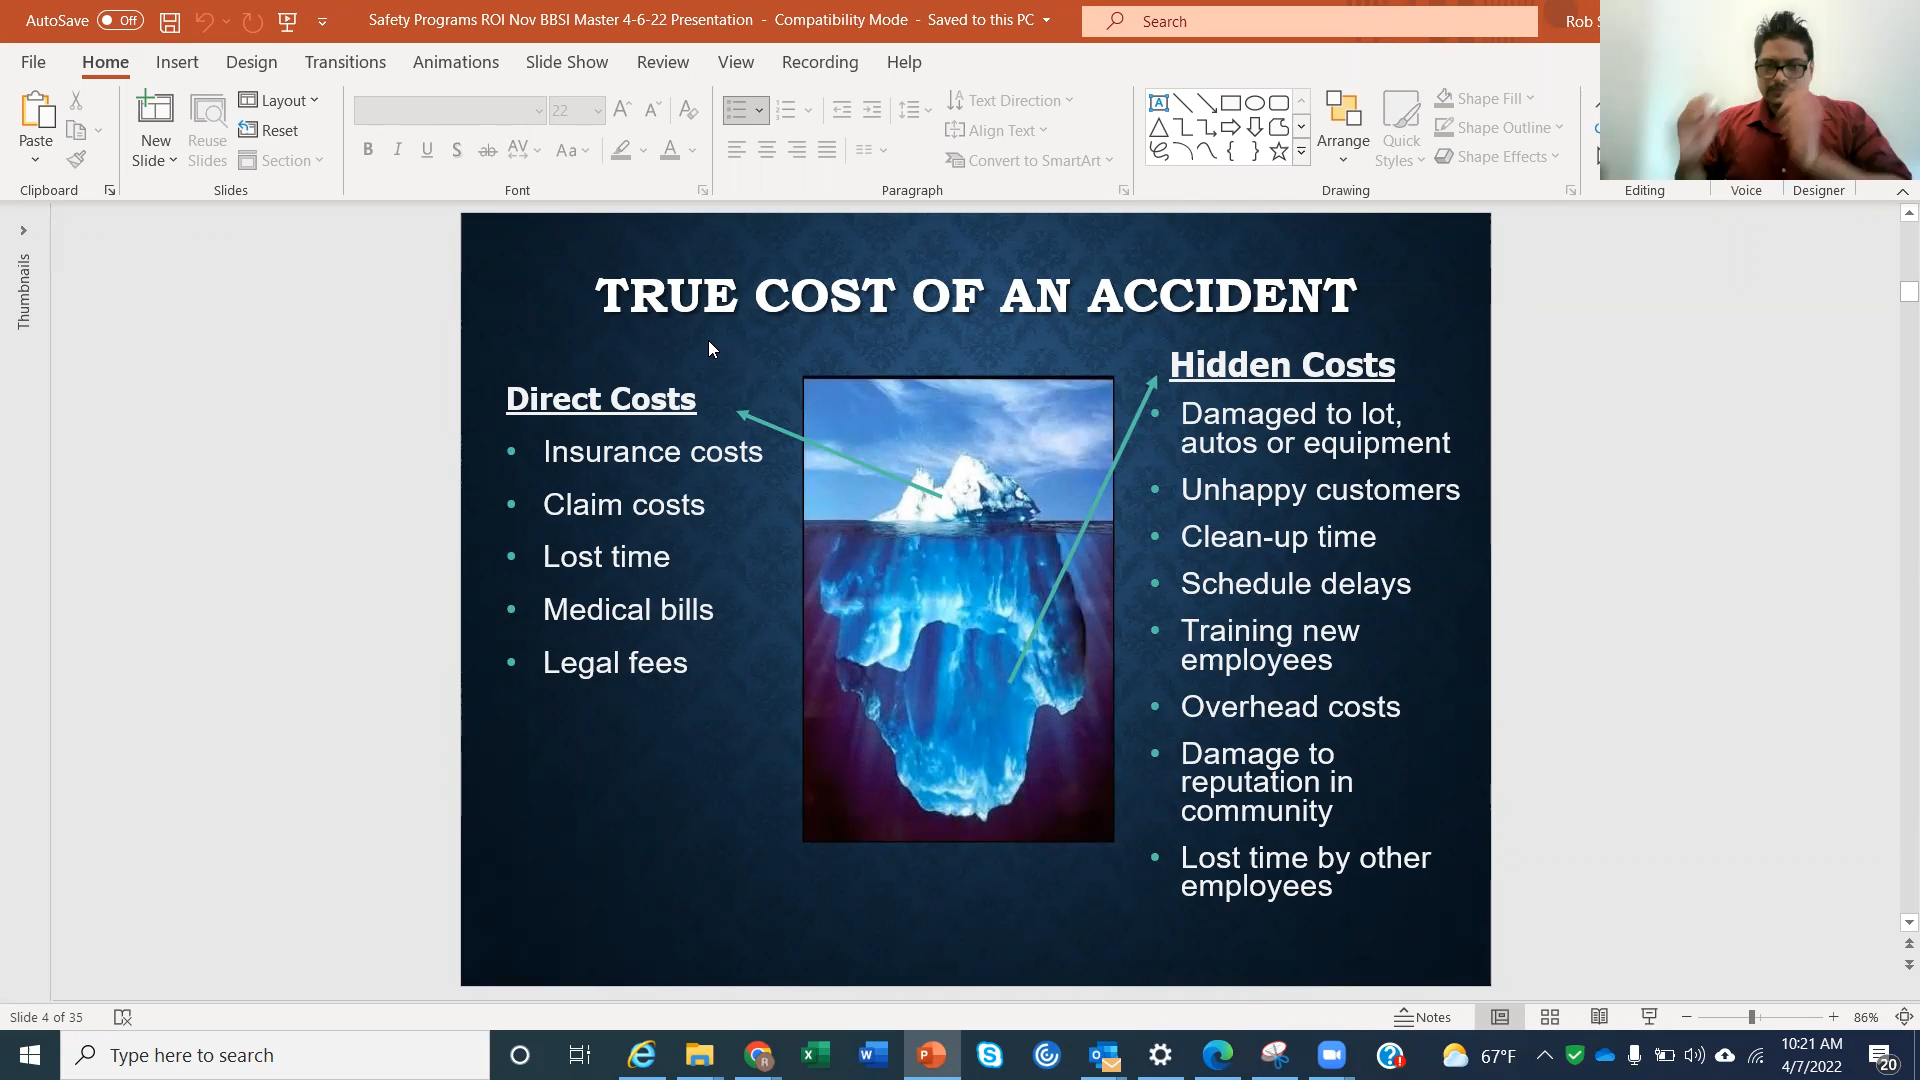 AutoSave Off Safety Programs ROI Nov BBSI Master 4-6-22 Presentation - Compatibility Mode - Saved to this PC Search Rob S
File Home Insert Design Transitions Animations Slide Show Review View Recording Help
Paste
New Slide
Layout
Reset
Section
Reuse Slides
22
B I U S ab AV Aa A
Text Direction
Align Text
Convert to SmartArt
Arrange
Quick Styles
Shape Fill
Shape Outline
Shape Effects
Clipboard Slides Font Paragraph Drawing Editing Voice Designer
Thumbnails
TRUE COST OF AN ACCIDENT
Direct Costs
• Insurance costs
• Claim costs
• Lost time
• Medical bills
• Legal fees
Hidden Costs
• Damaged to lot,
autos or equipment
• Unhappy customers
• Clean-up time
• Schedule delays
• Training new
employees
• Overhead costs
• Damage to
reputation in
community
• Lost time by other
employees
Slide 4 of 35 Notes 86%
Type here to search 67°F 10:21 AM
4/7/2022 20